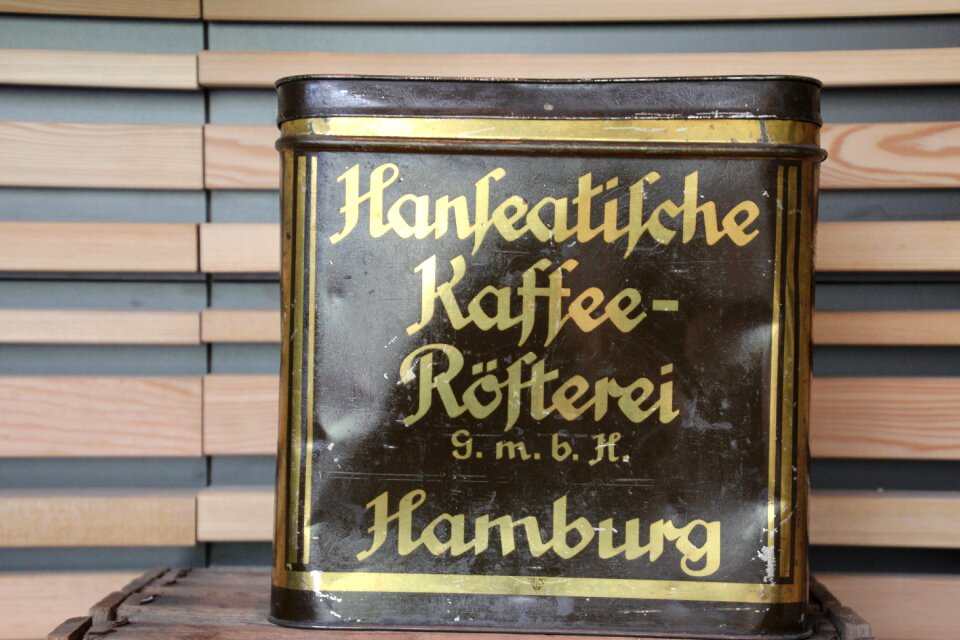 Hanſeatiſche
Kaffee-
Röſterei
G. m. b. H.
Hamburg